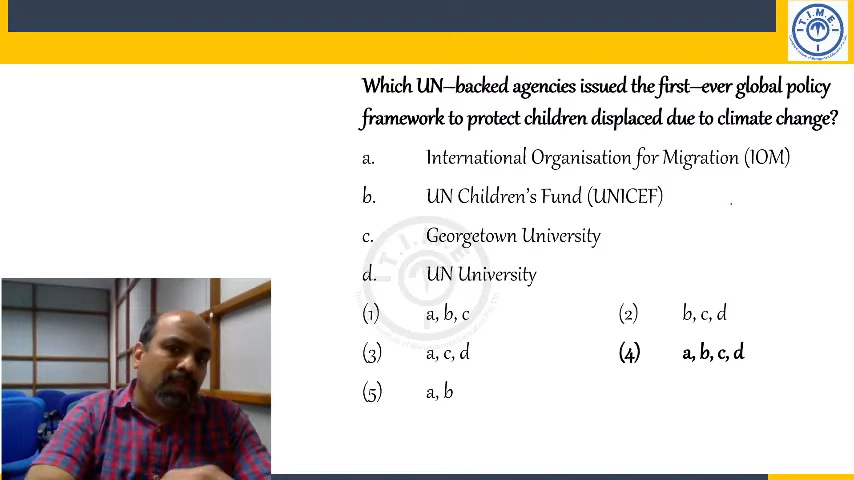 T.I.M.E.
Which UN–backed agencies issued the first–ever global policy
framework to protect children displaced due to climate change?
a. International Organisation for Migration (IOM)
b. UN Children's Fund (UNICEF)
c. Georgetown University
d. UN University
(1) a, b, c (2) b, c, d
(3) a, c, d (4) a, b, c, d
(5) a, b